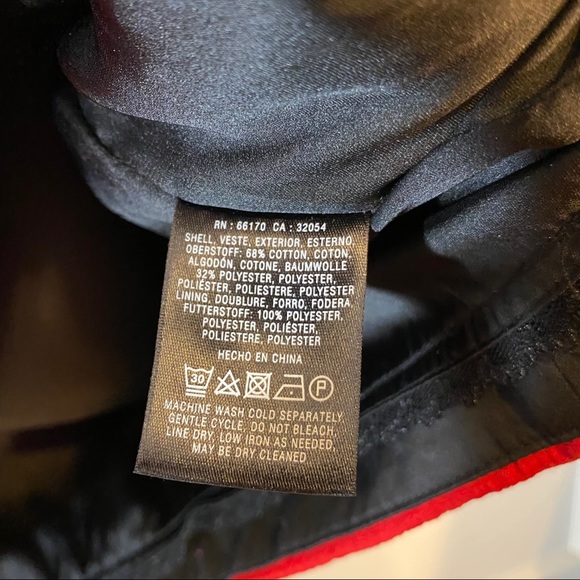 RN : 66170 CA : 32054
SHELL, VESTE, EXTERIOR, ESTERNO,
OBERSTOFF: 68% COTTON, COTON,
ALGODÓN, COTONE, BAUMWOLLE
32% POLYESTER, POLYESTER,
POLIÉSTER, POLIESTERE, POLYESTER
LINING, DOUBLURE, FORRO, FODERA
FUTTERSTOFF: 100% POLYESTER,
POLYESTER, POLIÉSTER,
POLIESTERE, POLYESTER
HECHO EN CHINA
30 P
MACHINE WASH COLD SEPARATELY
GENTLE CYCLE. DO NOT BLEACH,
LINE DRY, LOW IRON AS NEEDED,
MAY BE DRY CLEANED